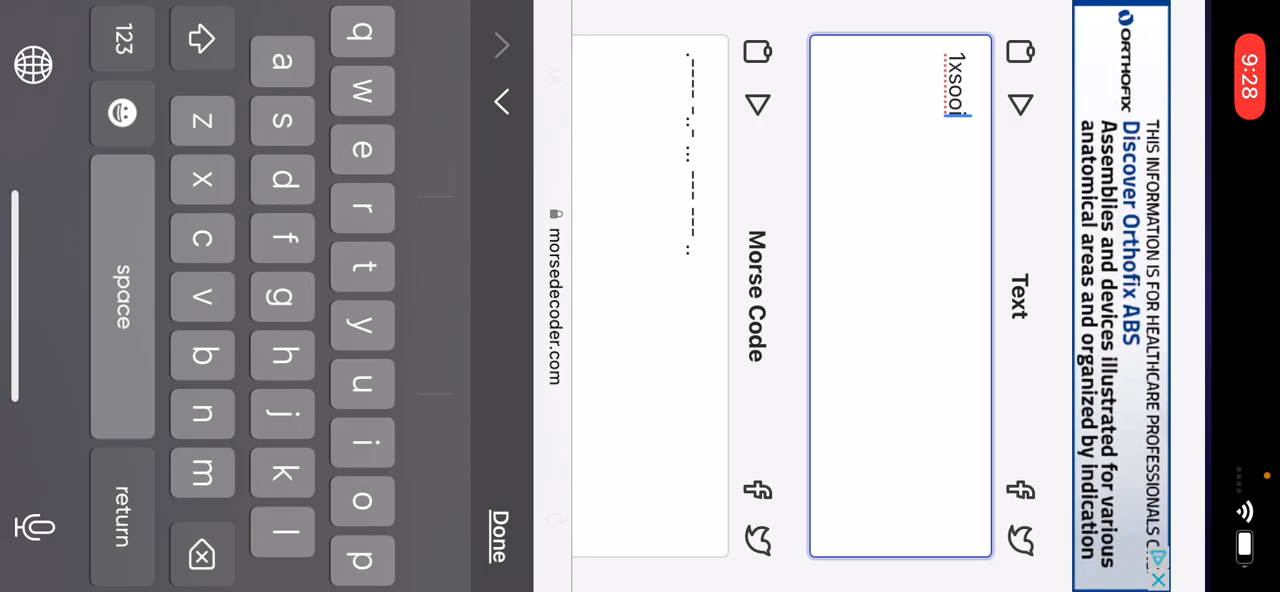 9:28
ORTHOFIX
THIS INFORMATION IS FOR HEALTHCARE PROFESSIONALS
Discover Orthofix ABS
Assemblies and devices illustrated for various
anatomical areas and organized by indication
Text
1xsooi
Morse Code
.---- -..- ... --- --- ..
morsedecoder.com
Done
q w e r t y u i o p
a s d f g h j k l
z x c v b n m
123 space return